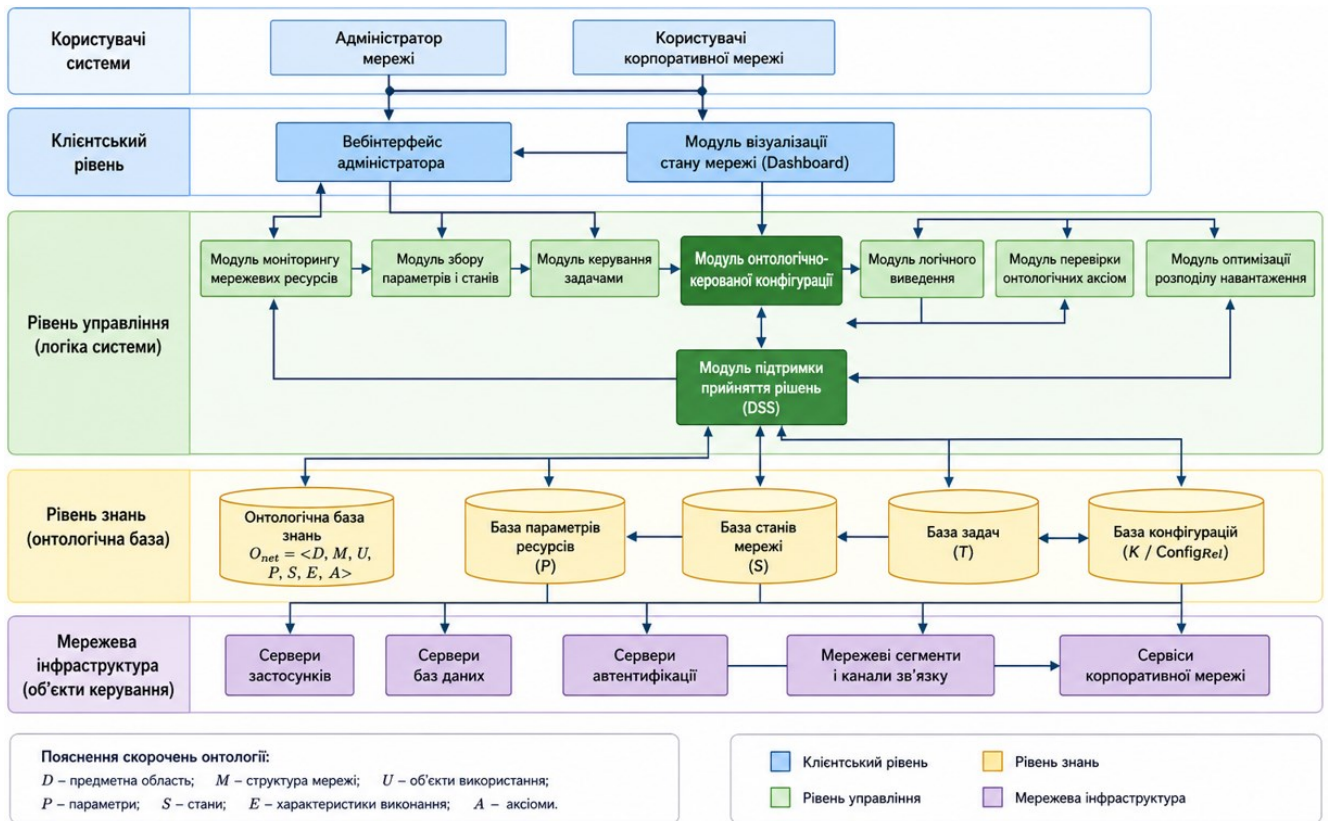 Користувачі
системи
Адміністратор
мережі
Користувачі
корпоративної мережі
Клієнтський
рівень
Вебінтерфейс
адміністратора
Модуль візуалізації
стану мережі (Dashboard)
Рівень управління
(логіка системи)
Модуль моніторингу
мережевих ресурсів
Модуль збору
параметрів і станів
Модуль керування
задачами
Модуль онтологічно-
керованої конфігурації
Модуль логічного
виведення
Модуль перевірки
онтологічних аксіом
Модуль оптимізації
розподілу навантаження
Модуль підтримки
прийняття рішень
(DSS)
Рівень знань
(онтологічна база)
Онтологічна база
знань
O_net = <D, M, U,
P, S, E, A>
База параметрів
ресурсів
(P)
База станів
мережі
(S)
База задач
(T)
База конфігурацій
(K / ConfigRel)
Мережева
інфраструктура
(об'єкти керування)
Сервери
застосунків
Сервери
баз даних
Сервери
автентифікації
Мережеві сегменти
і канали зв'язку
Сервіси
корпоративної мережі
Пояснення скорочень онтології:
D – предметна область; M – структура мережі; U – об'єкти використання;
P – параметри; S – стани; E – характеристики виконання; A – аксіоми.
Клієнтський рівень
Рівень знань
Рівень управління
Мережева інфраструктура